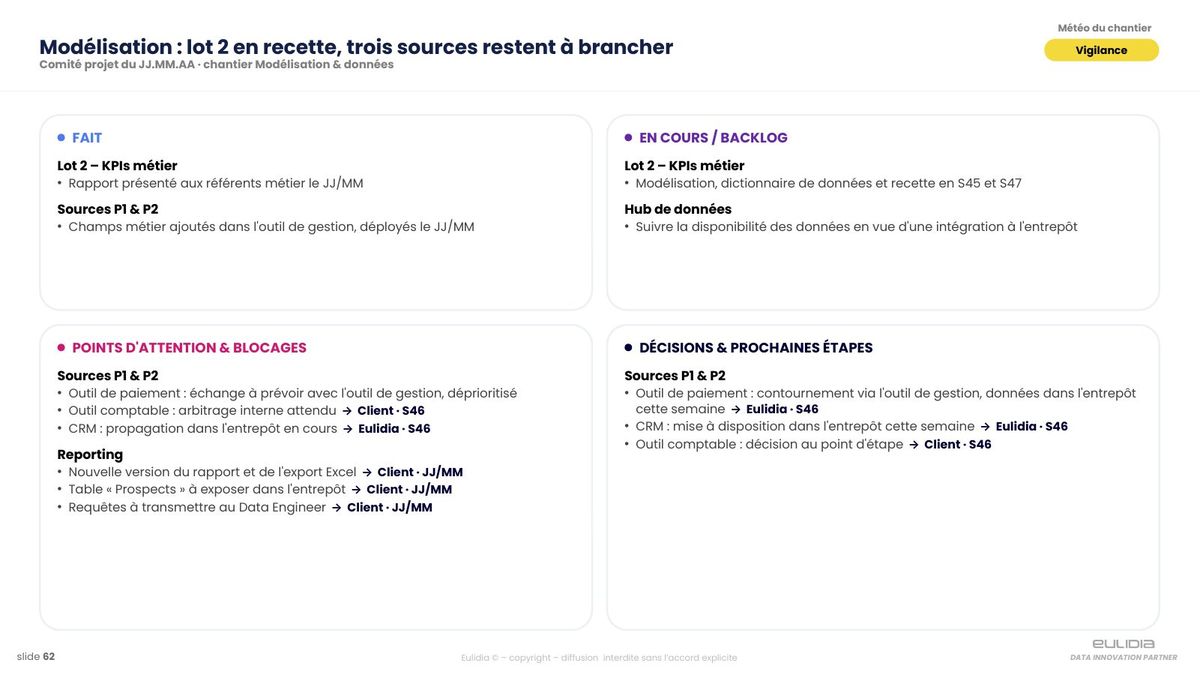 Modélisation : lot 2 en recette, trois sources restent à brancher
Comité projet du JJ.MM.AA · chantier Modélisation & données
Météo du chantier
Vigilance
FAIT
Lot 2 – KPIs métier
• Rapport présenté aux référents métier le JJ/MM
Sources P1 & P2
• Champs métier ajoutés dans l'outil de gestion, déployés le JJ/MM
EN COURS / BACKLOG
Lot 2 – KPIs métier
• Modélisation, dictionnaire de données et recette en S45 et S47
Hub de données
• Suivre la disponibilité des données en vue d'une intégration à l'entrepôt
POINTS D'ATTENTION & BLOCAGES
Sources P1 & P2
• Outil de paiement : échange à prévoir avec l'outil de gestion, dépriorisé
• Outil comptable : arbitrage interne attendu → Client · S46
• CRM : propagation dans l'entrepôt en cours → Eulidia · S46
Reporting
• Nouvelle version du rapport et de l'export Excel → Client · JJ/MM
• Table « Prospects » à exposer dans l'entrepôt → Client · JJ/MM
• Requêtes à transmettre au Data Engineer → Client · JJ/MM
DÉCISIONS & PROCHAINES ÉTAPES
Sources P1 & P2
• Outil de paiement : contournement via l'outil de gestion, données dans l'entrepôt
cette semaine → Eulidia · S46
• CRM : mise à disposition dans l'entrepôt cette semaine → Eulidia · S46
• Outil comptable : décision au point d'étape → Client · S46
slide 62
Eulidia © – copyright – diffusion interdite sans l'accord explicite
EULIDIA
DATA INNOVATION PARTNER